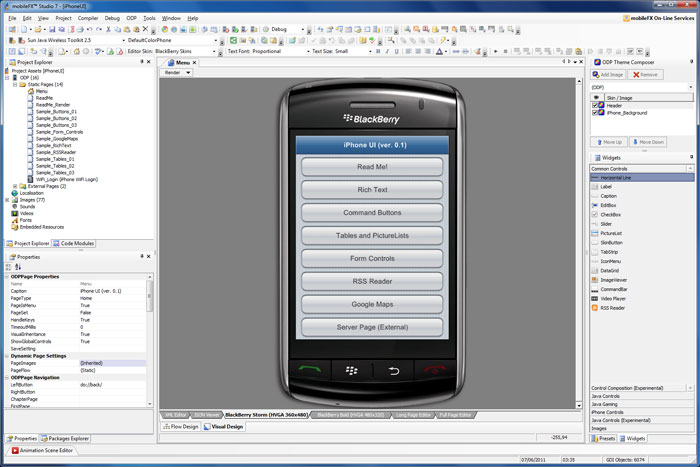 mobileFX™ Studio 7 - [iPhoneUI]
File Edit View Project Compiler Debug ODP Tools Window Help
mobileFX On-Line Services
Debug
Sun Java Wireless Toolkit 2.5 DefaultColorPhone
Editor Skin: BlackBerry Skins Text Font: Proportional Text Size: Small
Project Explorer
Project Assets [iPhoneUI]
ODP (16)
Static Pages (14)
Menu
ReadMe
ReadMe_Render
Sample_Buttons_01
Sample_Buttons_02
Sample_Buttons_03
Sample_Form_Controls
Sample_GoogleMaps
Sample_RichText
Sample_RSSReader
Sample_Tables_01
Sample_Tables_02
Sample_Tables_03
Wifi_Login (iPhone WiFi Login)
External Pages (2)
Localisation
Images (77)
Sounds
Videos
Fonts
Embedded Resources
Project Explorer Code Modules
Properties
ODPPage Properties
Name Menu
Caption iPhone UI (ver. 0.1)
PageType Home
PageIsMenu True
PageSet False
HandleKeys True
TimeoutMills 0
VisualInheritance True
ShowGlobalControls True
SaveSetting
Dynamic Page Settings
PageImages {Inherited}
PageFlow {Static}
ODPPage Navigation
LeftButton do:/back/
RightButton
ChapterPage
FirstPage
Properties Packages Explorer
Animation Scene Editor
Menu
Render
BlackBerry
iPhone UI (ver. 0.1)
Read Me!
Rich Text
Command Buttons
Tables and PictureLists
Form Controls
RSS Reader
Google Maps
Server Page (External)
XML Editor JSON Viewer BlackBerry Storm (HVGA 360x480) BlackBerry Bold (HVGA 480x320) Long Page Editor Full Page Editor
Flow Design Visual Design
-255,94
ODP Theme Composer
Add Image Remove
{ODP}
Skin / Image
Header
iPhone_Background
Move Up Move Down
Widgets
Common Controls
Horizontal Line
Label
Caption
EditBox
CheckBox
Slider
PictureList
SkinButton
TabStrip
IconMenu
DataGrid
ImageViewer
CommandBar
Video Player
RSS Reader
Control Composition (Experimental)
Java Controls
Java Gaming
iPhone Controls
Java Controls (Experimental)
Images
Presets Widgets
07/06/2011 03:35 GDI Objects: 6074